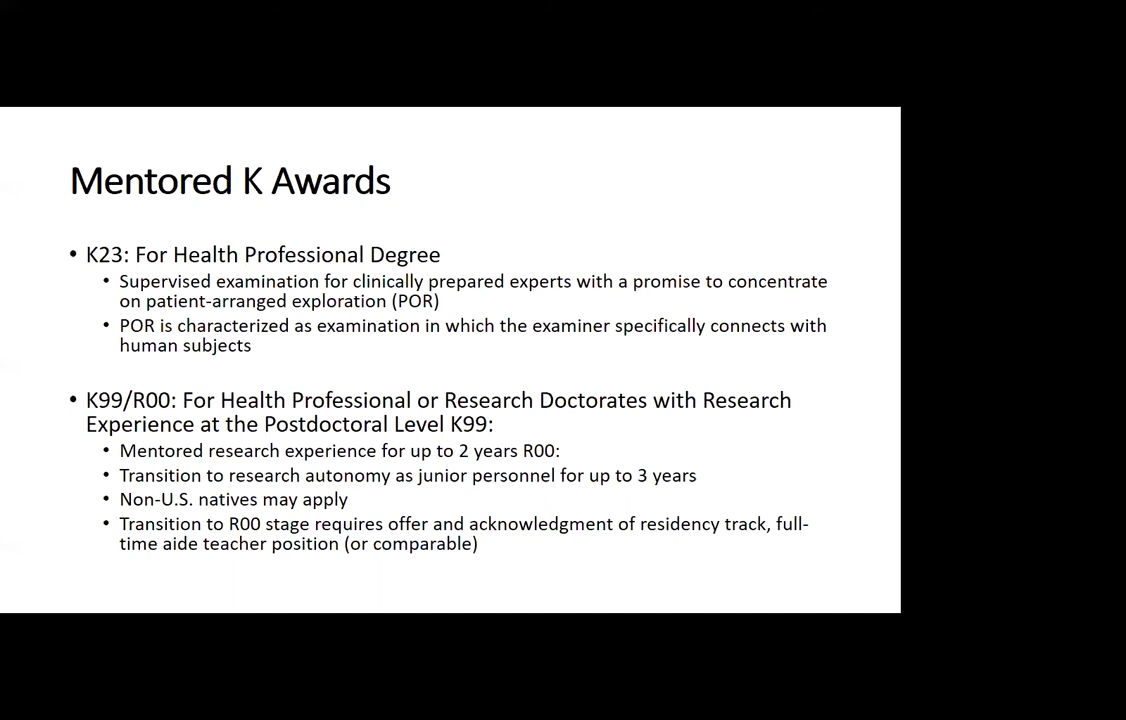 Mentored K Awards
• K23: For Health Professional Degree
• Supervised examination for clinically prepared experts with a promise to concentrate
on patient-arranged exploration (POR)
• POR is characterized as examination in which the examiner specifically connects with
human subjects
• K99/R00: For Health Professional or Research Doctorates with Research
Experience at the Postdoctoral Level K99:
• Mentored research experience for up to 2 years R00:
• Transition to research autonomy as junior personnel for up to 3 years
• Non-U.S. natives may apply
• Transition to R00 stage requires offer and acknowledgment of residency track, full-
time aide teacher position (or comparable)